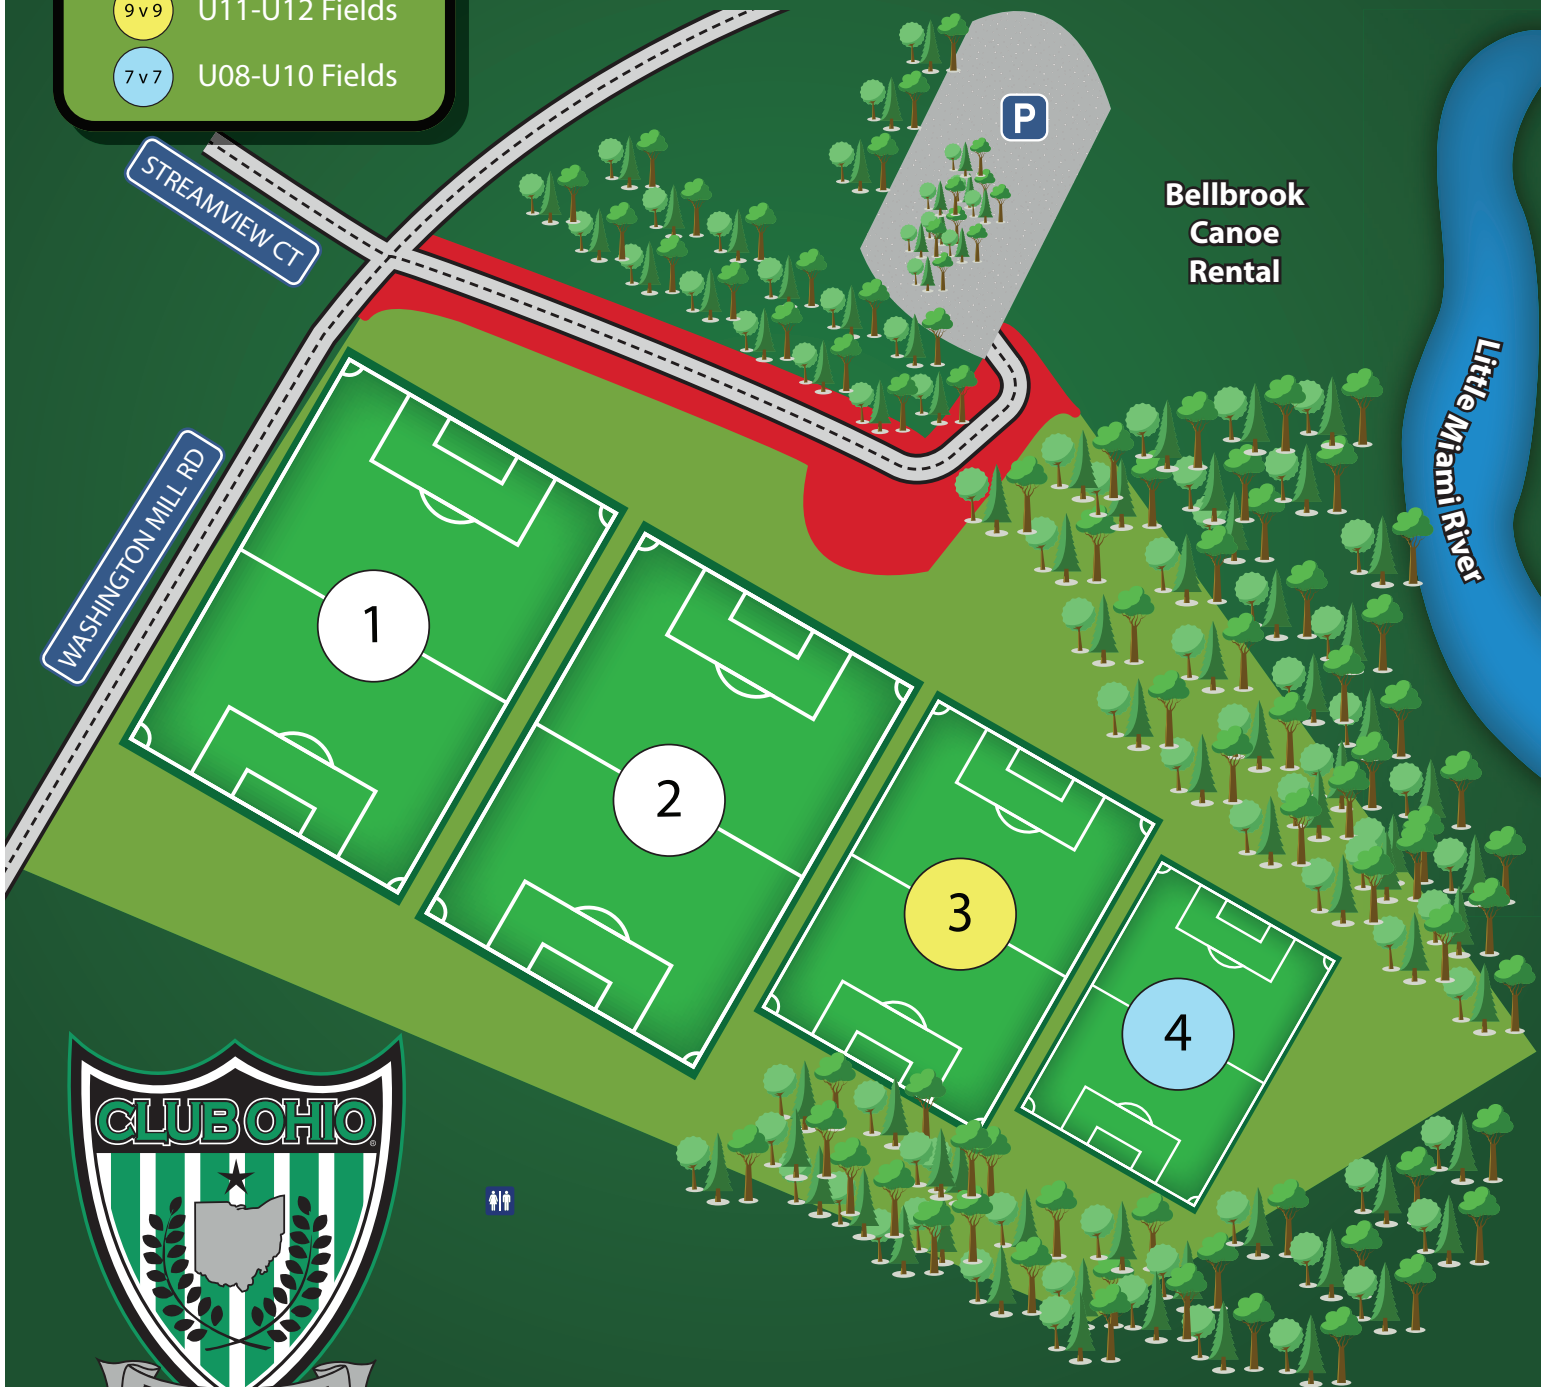 9 v 9
U11-U12 Fields
7 v 7
U08-U10 Fields
STREAMVIEW CT
P
Bellbrook
Canoe
Rental
Little Miami River
WASHINGTON MILL RD
1
2
3
4
CLUB OHIO
®